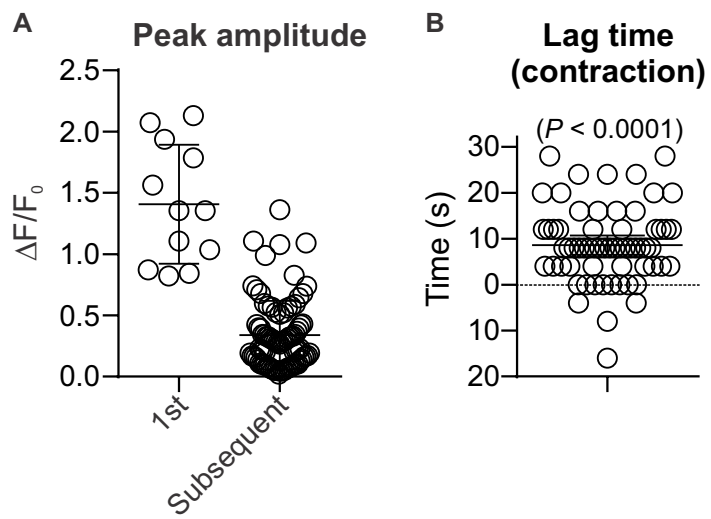 A
Peak amplitude
ΔF/F0
2.5
2.0
1.5
1.0
0.5
0.0
1st
Subsequent
B
Lag time
(contraction)
(P < 0.0001)
Time (s)
30
20
10
0
10
20